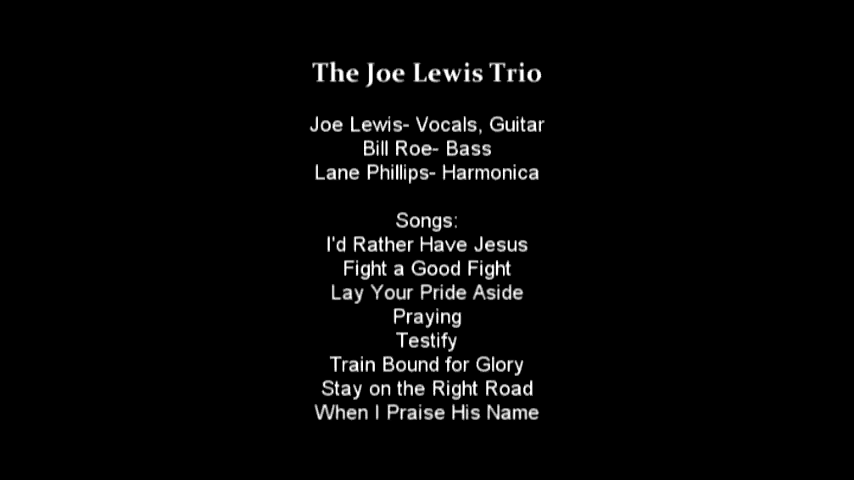 The Joe Lewis Trio
Joe Lewis- Vocals, Guitar
Bill Roe- Bass
Lane Phillips- Harmonica
Songs:
I'd Rather Have Jesus
Fight a Good Fight
Lay Your Pride Aside
Praying
Testify
Train Bound for Glory
Stay on the Right Road
When I Praise His Name